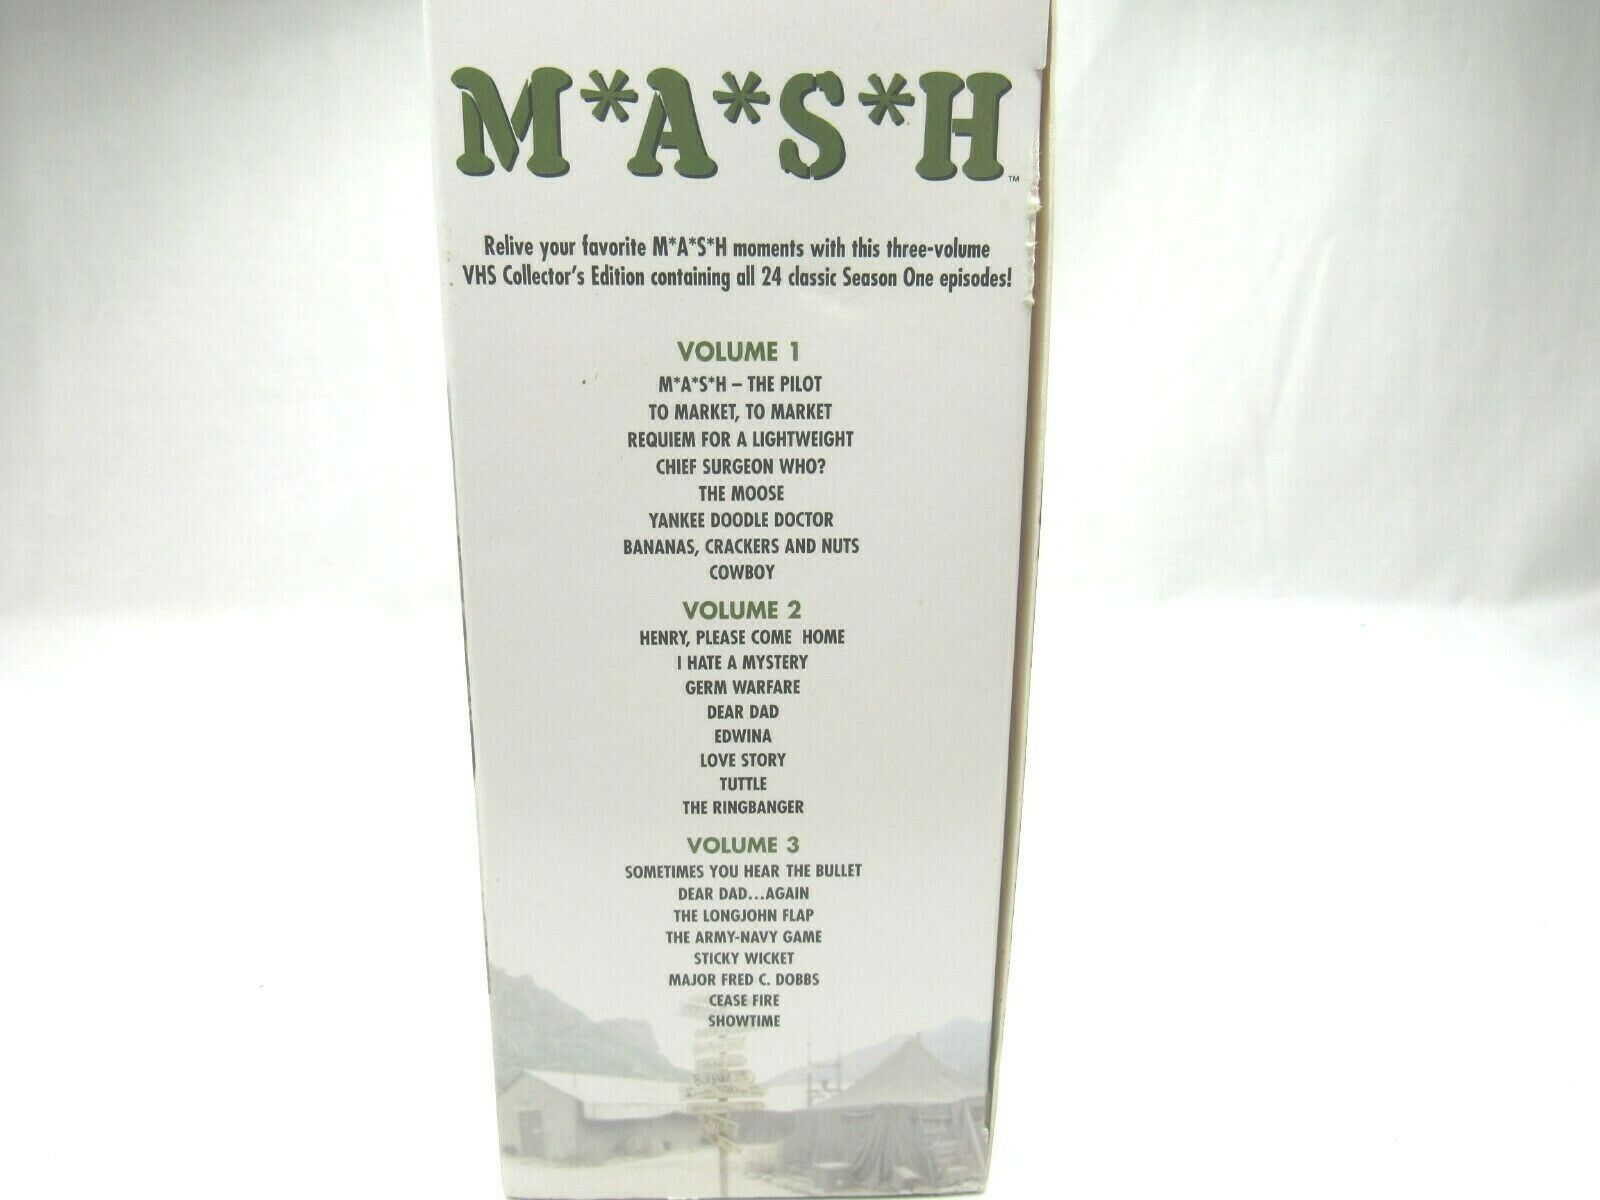 M*A*S*H™
Relive your favorite M*A*S*H moments with this three-volume
VHS Collector's Edition containing all 24 classic Season One episodes!
VOLUME 1
M*A*S*H – THE PILOT
TO MARKET, TO MARKET
REQUIEM FOR A LIGHTWEIGHT
CHIEF SURGEON WHO?
THE MOOSE
YANKEE DOODLE DOCTOR
BANANAS, CRACKERS AND NUTS
COWBOY
VOLUME 2
HENRY, PLEASE COME HOME
I HATE A MYSTERY
GERM WARFARE
DEAR DAD
EDWINA
LOVE STORY
TUTTLE
THE RINGBANGER
VOLUME 3
SOMETIMES YOU HEAR THE BULLET
DEAR DAD...AGAIN
THE LONGJOHN FLAP
THE ARMY-NAVY GAME
STICKY WICKET
MAJOR FRED C. DOBBS
CEASE FIRE
SHOWTIME